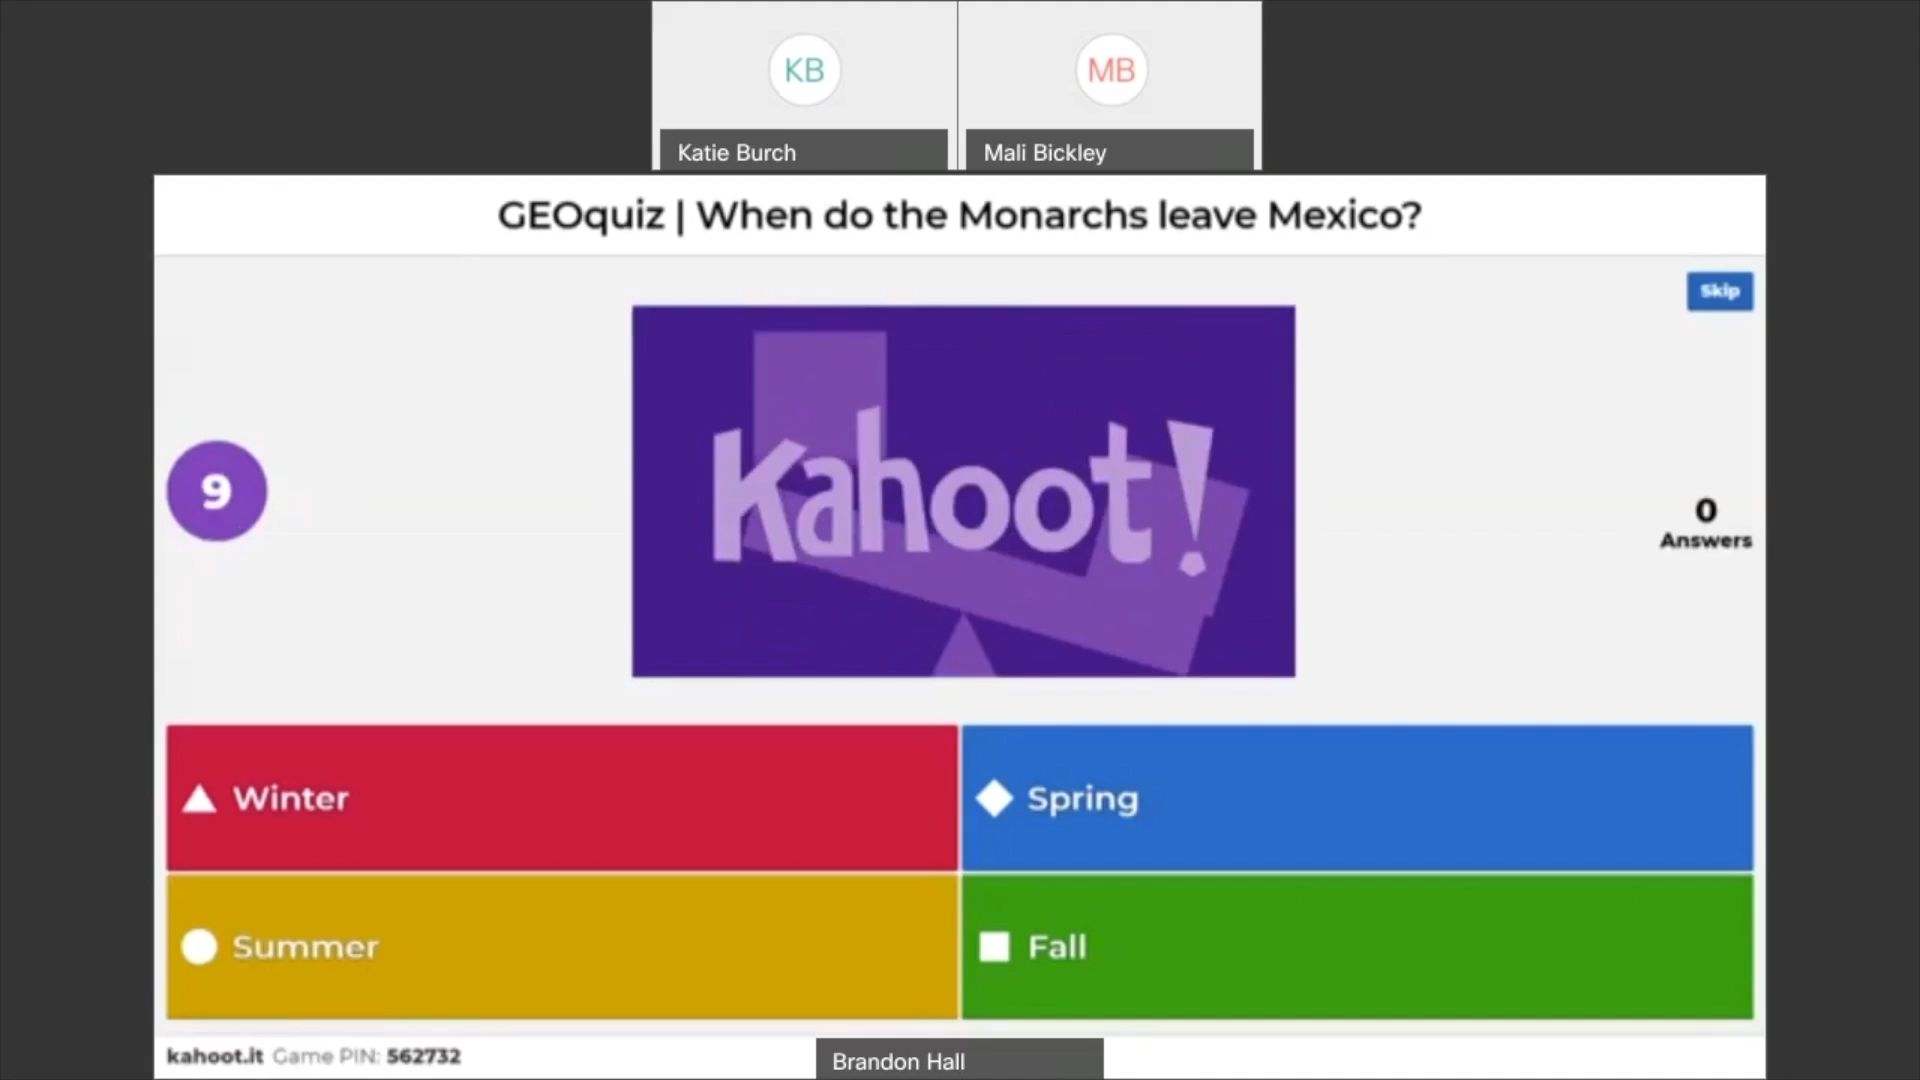 KB
MB
Katie Burch
Mali Bickley
GEOquiz | When do the Monarchs leave Mexico?
Skip
Kahoot!
9
0
Answers
Winter
Spring
Summer
Fall
kahoot.it Game PIN: 562732
Brandon Hall